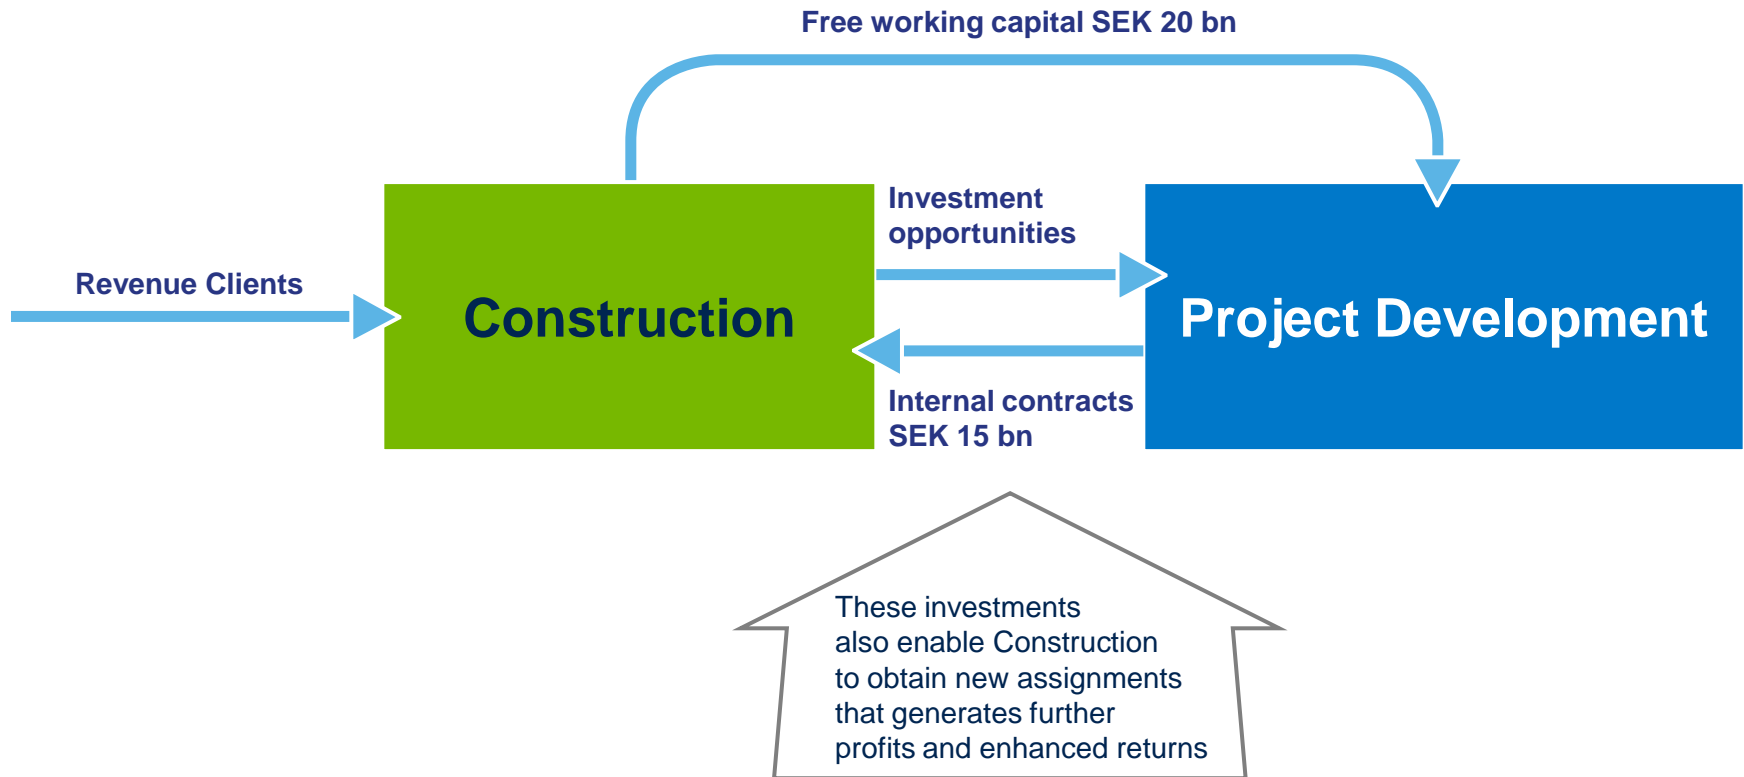 Free working capital SEK 20 bn
Revenue Clients
Construction
Investment
opportunities
Internal contracts
SEK 15 bn
Project Development
These investments
also enable Construction
to obtain new assignments
that generates further
profits and enhanced returns